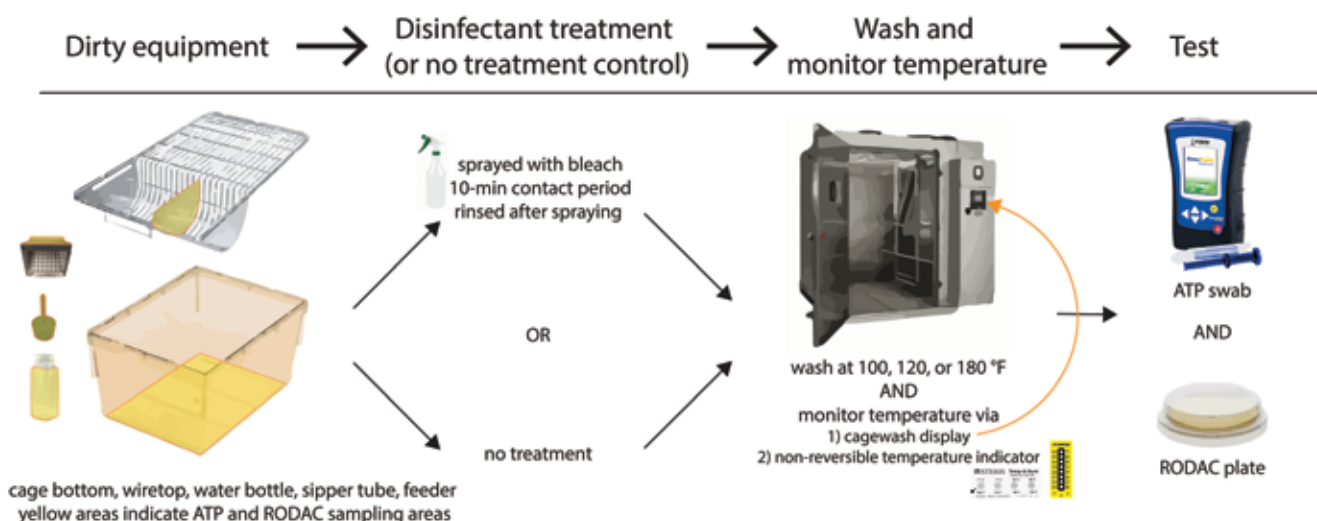 Dirty equipment
Disinfectant treatment
(or no treatment control)
Wash and
monitor temperature
Test
sprayed with bleach
10-min contact period
rinsed after spraying
OR
no treatment
wash at 100, 120, or 180 °F
AND
monitor temperature via
1) cagewash display
2) non-reversible temperature indicator
ATP swab
AND
RODAC plate
cage bottom, wiretop, water bottle, sipper tube, feeder
yellow areas indicate ATP and RODAC sampling areas